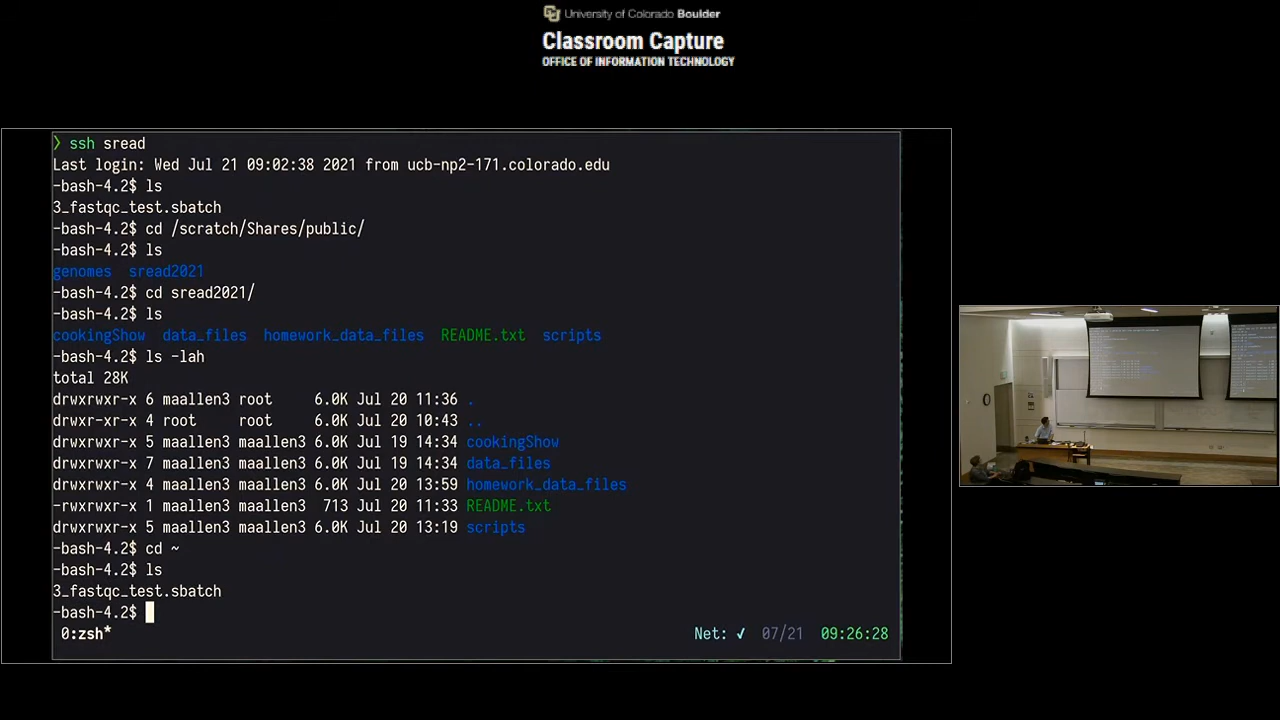 University of Colorado Boulder
Classroom Capture
OFFICE OF INFORMATION TECHNOLOGY
❯ ssh sread
Last login: Wed Jul 21 09:02:38 2021 from ucb-np2-171.colorado.edu
-bash-4.2$ ls
3_fastqc_test.sbatch
-bash-4.2$ cd /scratch/Shares/public/
-bash-4.2$ ls
genomes  sread2021
-bash-4.2$ cd sread2021/
-bash-4.2$ ls
cookingShow  data_files  homework_data_files  README.txt  scripts
-bash-4.2$ ls -lah
total 28K
drwxrwxr-x 6 maallen3 root     6.0K Jul 20 11:36 .
drwxrwxr-x 4 root     root     6.0K Jul 20 10:43 ..
drwxrwxr-x 5 maallen3 maallen3 6.0K Jul 19 14:34 cookingShow
drwxrwxr-x 7 maallen3 maallen3 6.0K Jul 19 14:34 data_files
drwxrwxr-x 4 maallen3 maallen3 6.0K Jul 20 13:59 homework_data_files
-rwxrwxr-x 1 maallen3 maallen3  713 Jul 20 11:33 README.txt
drwxrwxr-x 5 maallen3 maallen3 6.0K Jul 20 13:19 scripts
-bash-4.2$ cd ~
-bash-4.2$ ls
3_fastqc_test.sbatch
-bash-4.2$
0:zsh*  Net: ✓  07/21  09:26:28